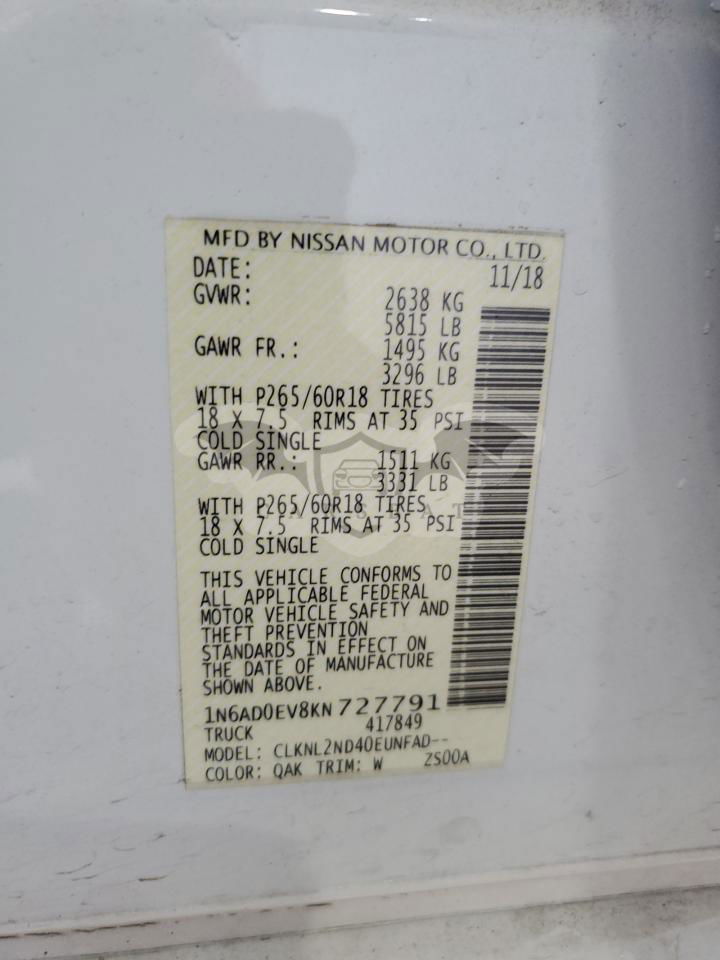 MFD BY NISSAN MOTOR CO., LTD.
DATE: 11/18
GVWR: 2638 KG
5815 LB
GAWR FR.: 1495 KG
3296 LB
WITH P265/60R18 TIRES
18 X 7.5 RIMS AT 35 PSI
COLD SINGLE
GAWR RR.: 1511 KG
3331 LB
WITH P265/60R18 TIRES
18 X 7.5 RIMS AT 35 PSI
COLD SINGLE
THIS VEHICLE CONFORMS TO
ALL APPLICABLE FEDERAL
MOTOR VEHICLE SAFETY AND
THEFT PREVENTION
STANDARDS IN EFFECT ON
THE DATE OF MANUFACTURE
SHOWN ABOVE.
1N6AD0EV8KN727791
TRUCK 417849
MODEL: CLKNL2ND40EUNFAD--
COLOR: QAK TRIM: W ZS00A